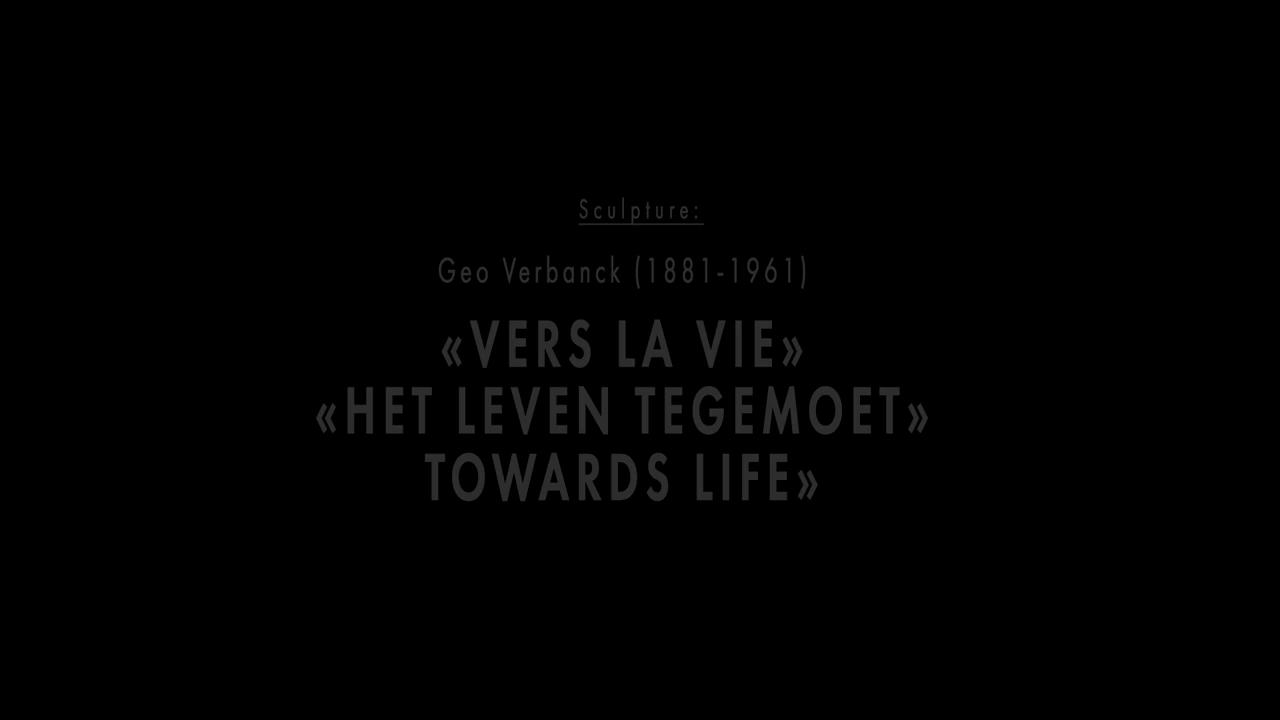 Sculpture:
Geo Verbanck (1881-1961)
«VERS LA VIE»
«HET LEVEN TEGEMOET»
TOWARDS LIFE»